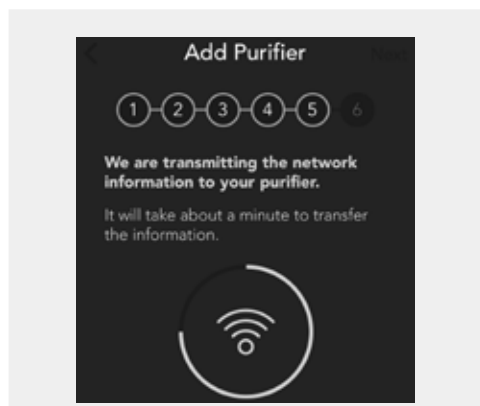 Add Purifier
Next
1 2 3 4 5 6
We are transmitting the network
information to your purifier.
It will take about a minute to transfer
the information.